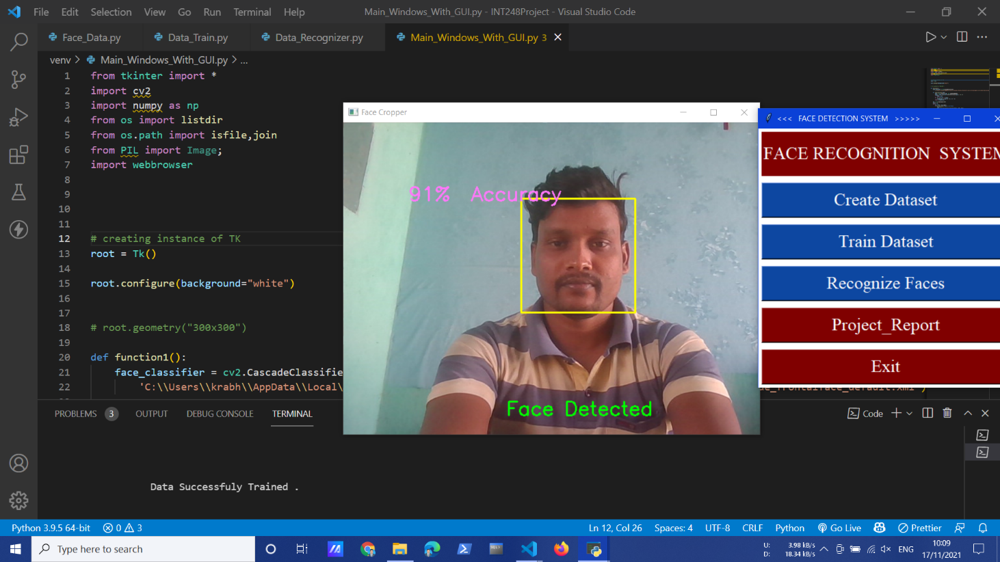 File Edit Selection View Go Run Terminal Help
Main_Windows_With_GUI.py - INT248Project - Visual Studio Code
Face_Data.py Data_Train.py Data_Recognizer.py Main_Windows_With_GUI.py 3
venv > Main_Windows_With_GUI.py > ...
1 from tkinter import *
2 import cv2
3 import numpy as np
4 from os import listdir
5 from os.path import isfile,join
6 from PIL import Image;
7 import webbrowser
8
9
10
11
12 # creating instance of TK
13 root = Tk()
14
15 root.configure(background="white")
16
17
18 # root.geometry("300x300")
19
20 def function1():
21 face_classifier = cv2.CascadeClassifie
22 'C:\\Users\\krabh\\AppData\\Local\
Face Cropper
91% Accuracy
Face Detected
<<< FACE DETECTION SYSTEM >>>>>
FACE RECOGNITION SYSTEM
Create Dataset
Train Dataset
Recognize Faces
Project_Report
Exit
PROBLEMS 3 OUTPUT DEBUG CONSOLE TERMINAL
Code
Data Successfuly Trained .
Python 3.9.5 64-bit 0 3
Ln 12, Col 26 Spaces: 4 UTF-8 CRLF Python Go Live Prettier
Type here to search
U: 3.98 kB/s
D: 18.34 kB/s
ENG
10:09
17/11/2021